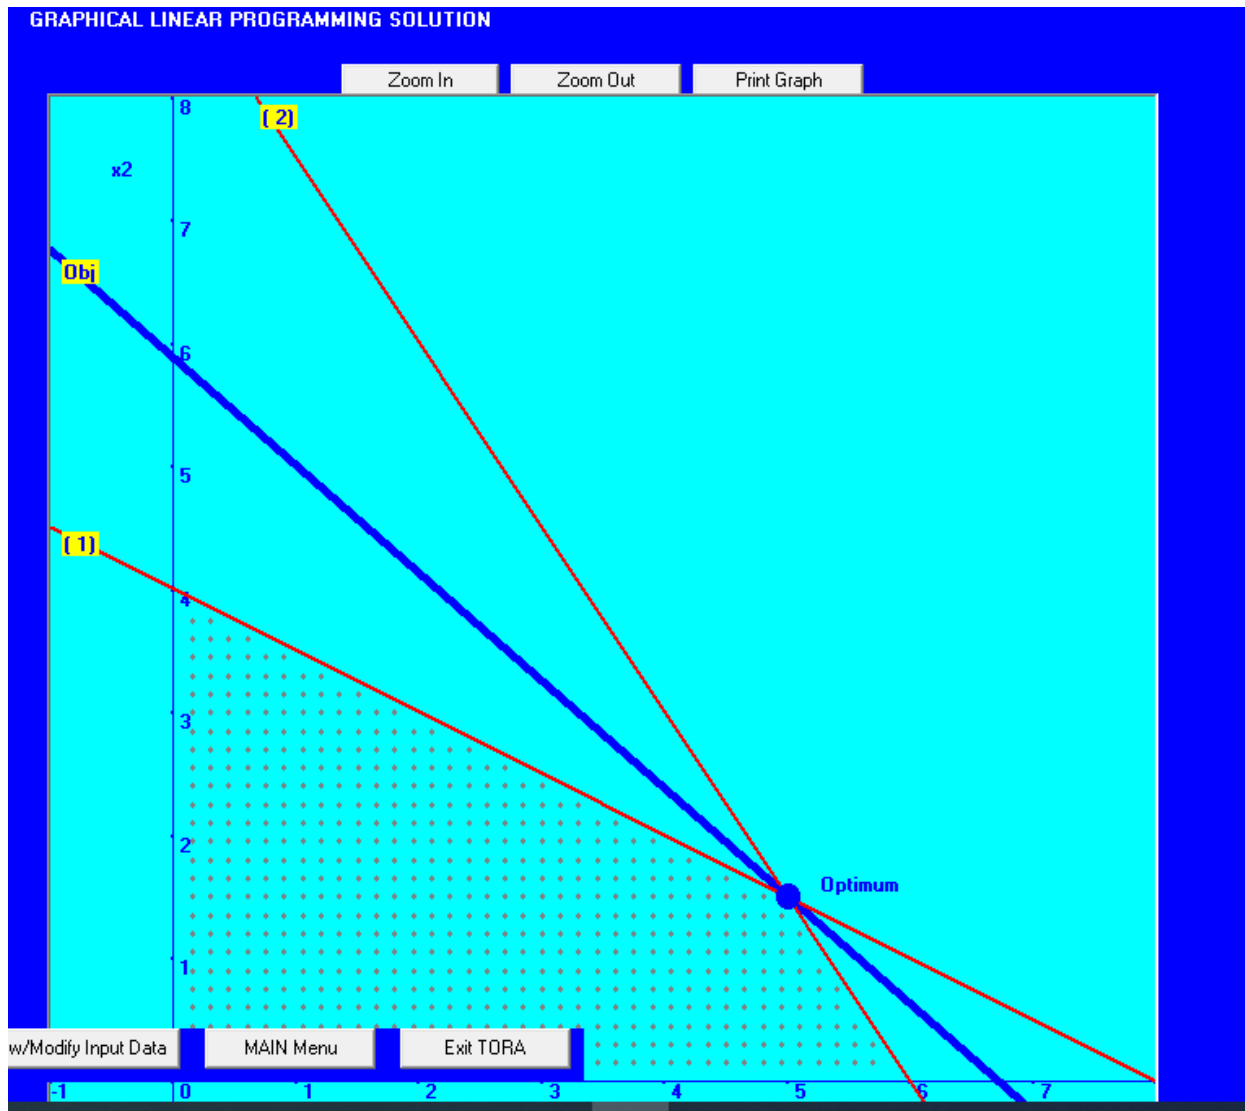 GRAPHICAL LINEAR PROGRAMMING SOLUTION
Zoom In Zoom Out Print Graph
8
( 2)
x2
7
Obj
6
5
( 1)
4
3
2
Optimum
1
w/Modify Input Data MAIN Menu Exit TORA
-1 0 1 2 3 4 5 6 7